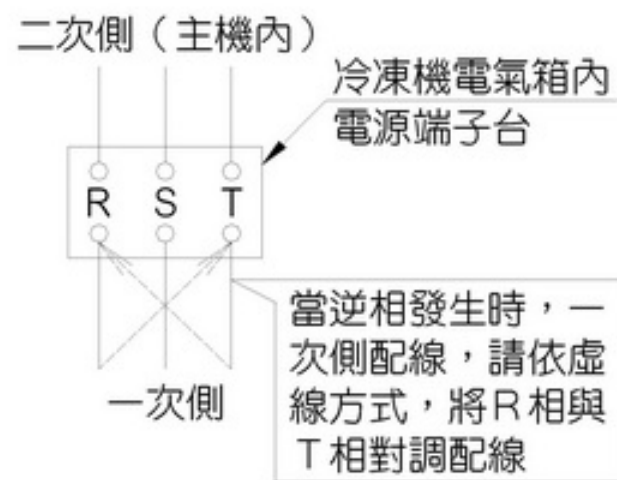 二次側（主機內）
冷凍機電氣箱內
電源端子台
R S T
當逆相發生時，一
次側配線，請依虛
線方式，將R相與
T相對調配線
一次側